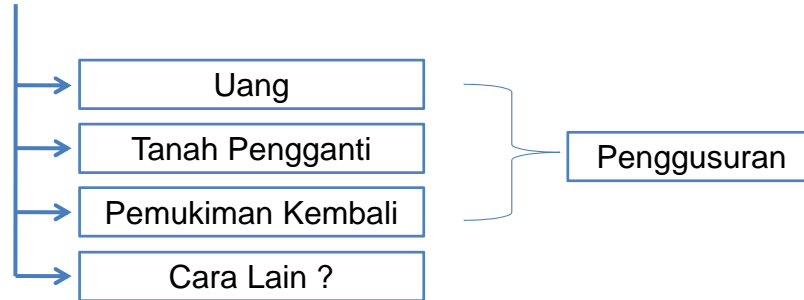 Uang
Tanah Pengganti
Pemukiman Kembali
Cara Lain ?
Penggusuran